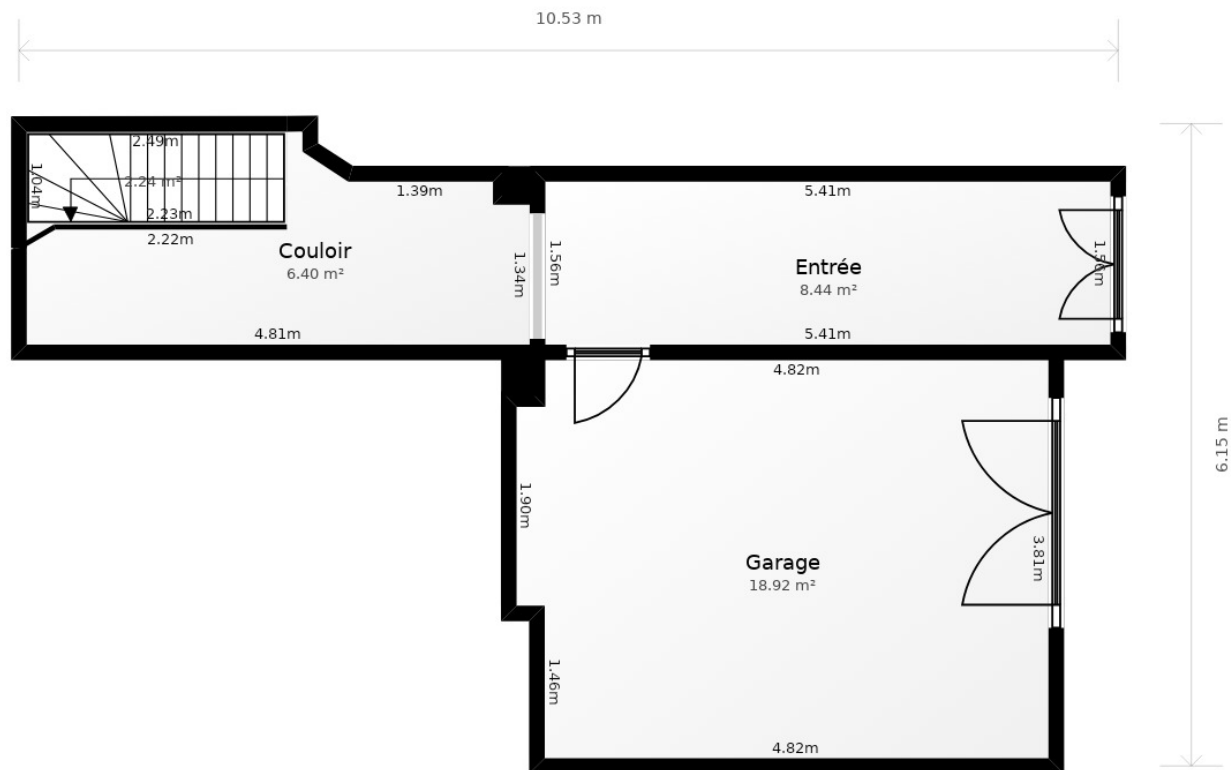 10.53 m
2.49m
1.04m
2.24 m²
2.23m
2.22m
1.39m
5.41m
Couloir
6.40 m²
1.34m
1.56m
Entrée
8.44 m²
1.56m
4.81m
5.41m
4.82m
6.15 m
1.90m
Garage
18.92 m²
3.81m
1.46m
4.82m